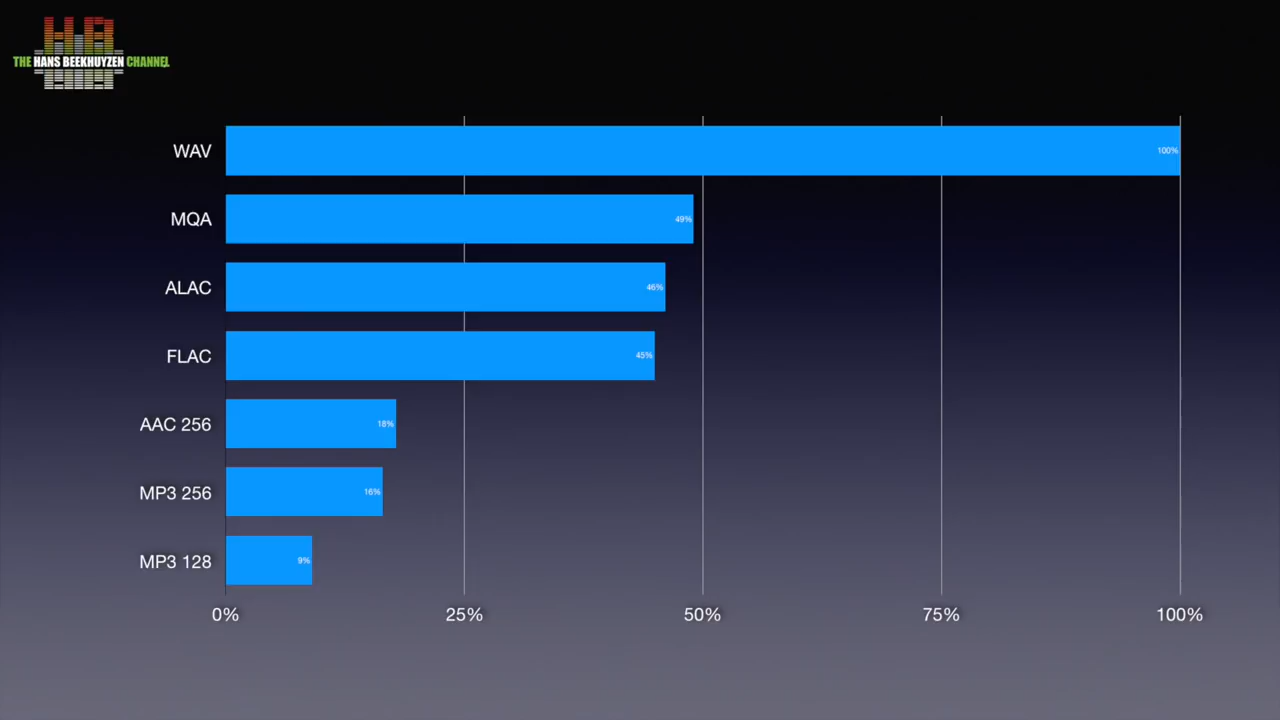 THE HANS BEEKHUYZEN CHANNEL
WAV 100%
MQA 49%
ALAC 46%
FLAC 45%
AAC 256 18%
MP3 256 16%
MP3 128 9%
0% 25% 50% 75% 100%